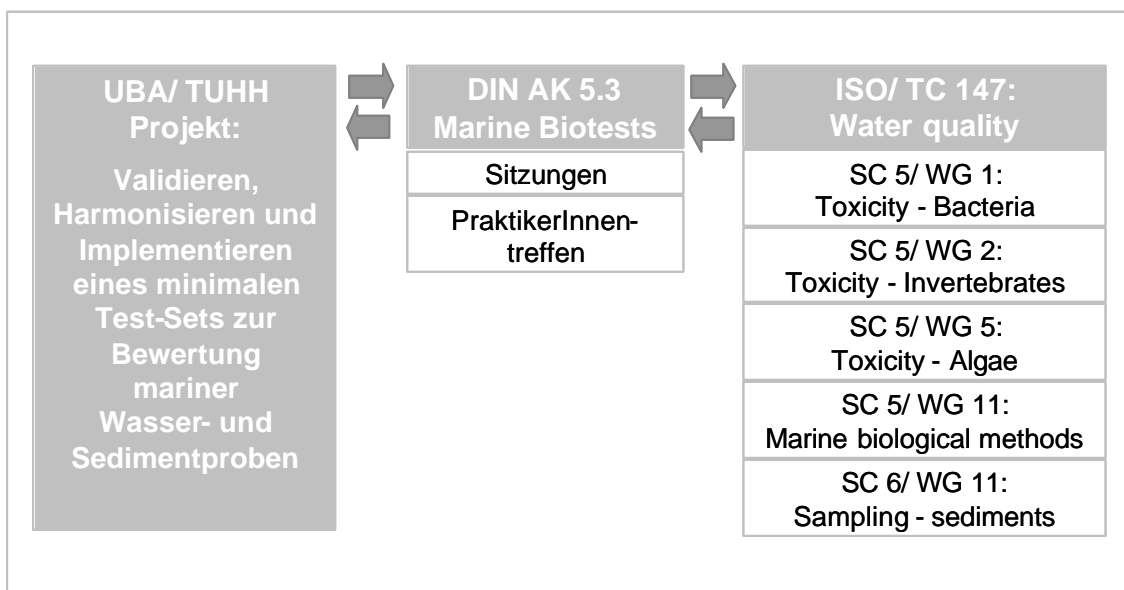 UBA/ TUHH
Projekt:
Validieren,
Harmonisieren und
Implementieren
eines minimalen
Test-Sets zur
Bewertung
mariner
Wasser- und
Sedimentproben
DIN AK 5.3
Marine Biotests
Sitzungen
PraktikerInnen-
treffen
ISO/ TC 147:
Water quality
SC 5/ WG 1:
Toxicity - Bacteria
SC 5/ WG 2:
Toxicity - Invertebrates
SC 5/ WG 5:
Toxicity - Algae
SC 5/ WG 11:
Marine biological methods
SC 6/ WG 11:
Sampling - sediments